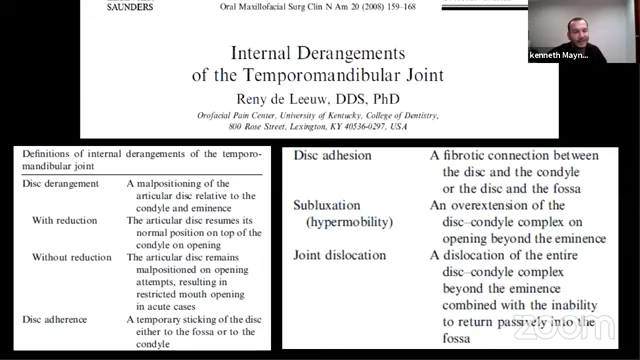 SAUNDERS
Oral Maxillofacial Surg Clin N Am 20 (2008) 159–168
Internal Derangements
of the Temporomandibular Joint
Reny de Leeuw, DDS, PhD
Orofacial Pain Center, University of Kentucky, College of Dentistry,
800 Rose Street, Lexington, KY 40536-0297, USA
kenneth Mayn...
Definitions of internal derangements of the temporo-
mandibular joint
Disc derangement A malpositioning of the
articular disc relative to the
condyle and eminence
With reduction The articular disc resumes its
normal position on top of the
condyle on opening
Without reduction The articular disc remains
malpositioned on opening
attempts, resulting in
restricted mouth opening
in acute cases
Disc adherence A temporary sticking of the disc
either to the fossa or to the
condyle
Disc adhesion A fibrotic connection between
the disc and the condyle
or the disc and the fossa
Subluxation An overextension of the
(hypermobility) disc–condyle complex on
opening beyond the eminence
Joint dislocation A dislocation of the entire
disc–condyle complex
beyond the eminence
combined with the inability
to return passively into the
fossa
zoom